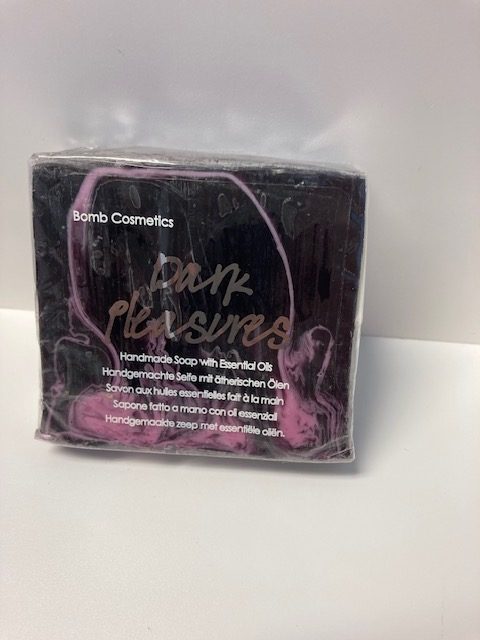 Bomb Cosmetics
Dark
Pleasures
Handmade Soap with Essential Oils
Handgemachte Seife mit ätherischen Ölen
Savon aux huiles essentielles fait à la main
Sapone fatto a mano con oli essenziali
Handgemaakte zeep met essentiële oliën.